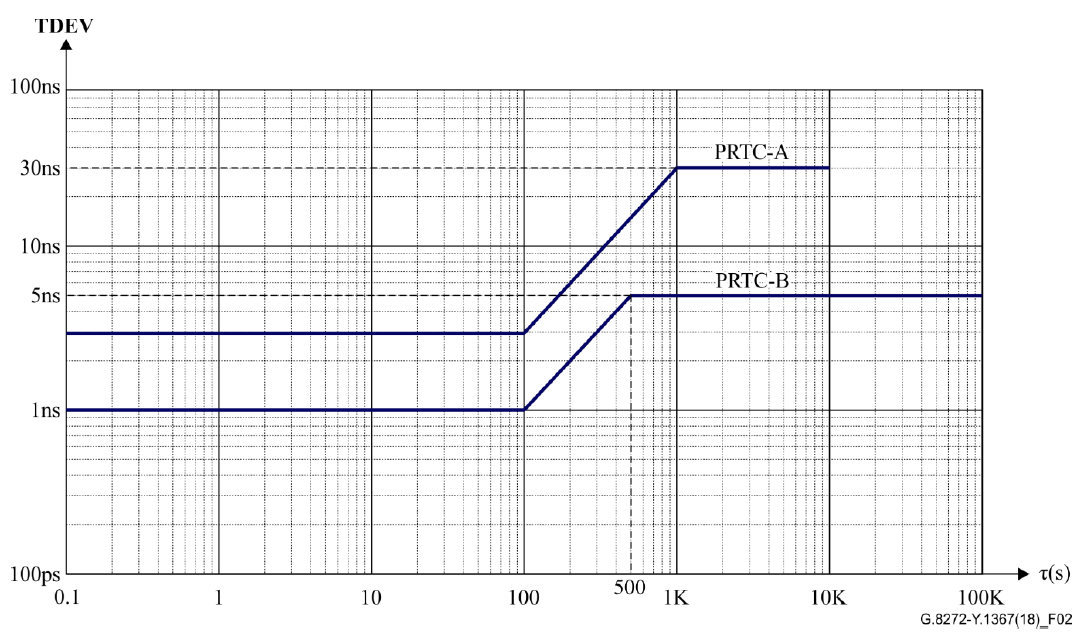 TDEV
100ns
30ns
PRTC-A
10ns
5ns
PRTC-B
1ns
100ps
τ(s)
0.1
1
10
100
500
1K
10K
100K
G.8272-Y.1367(18)_F02